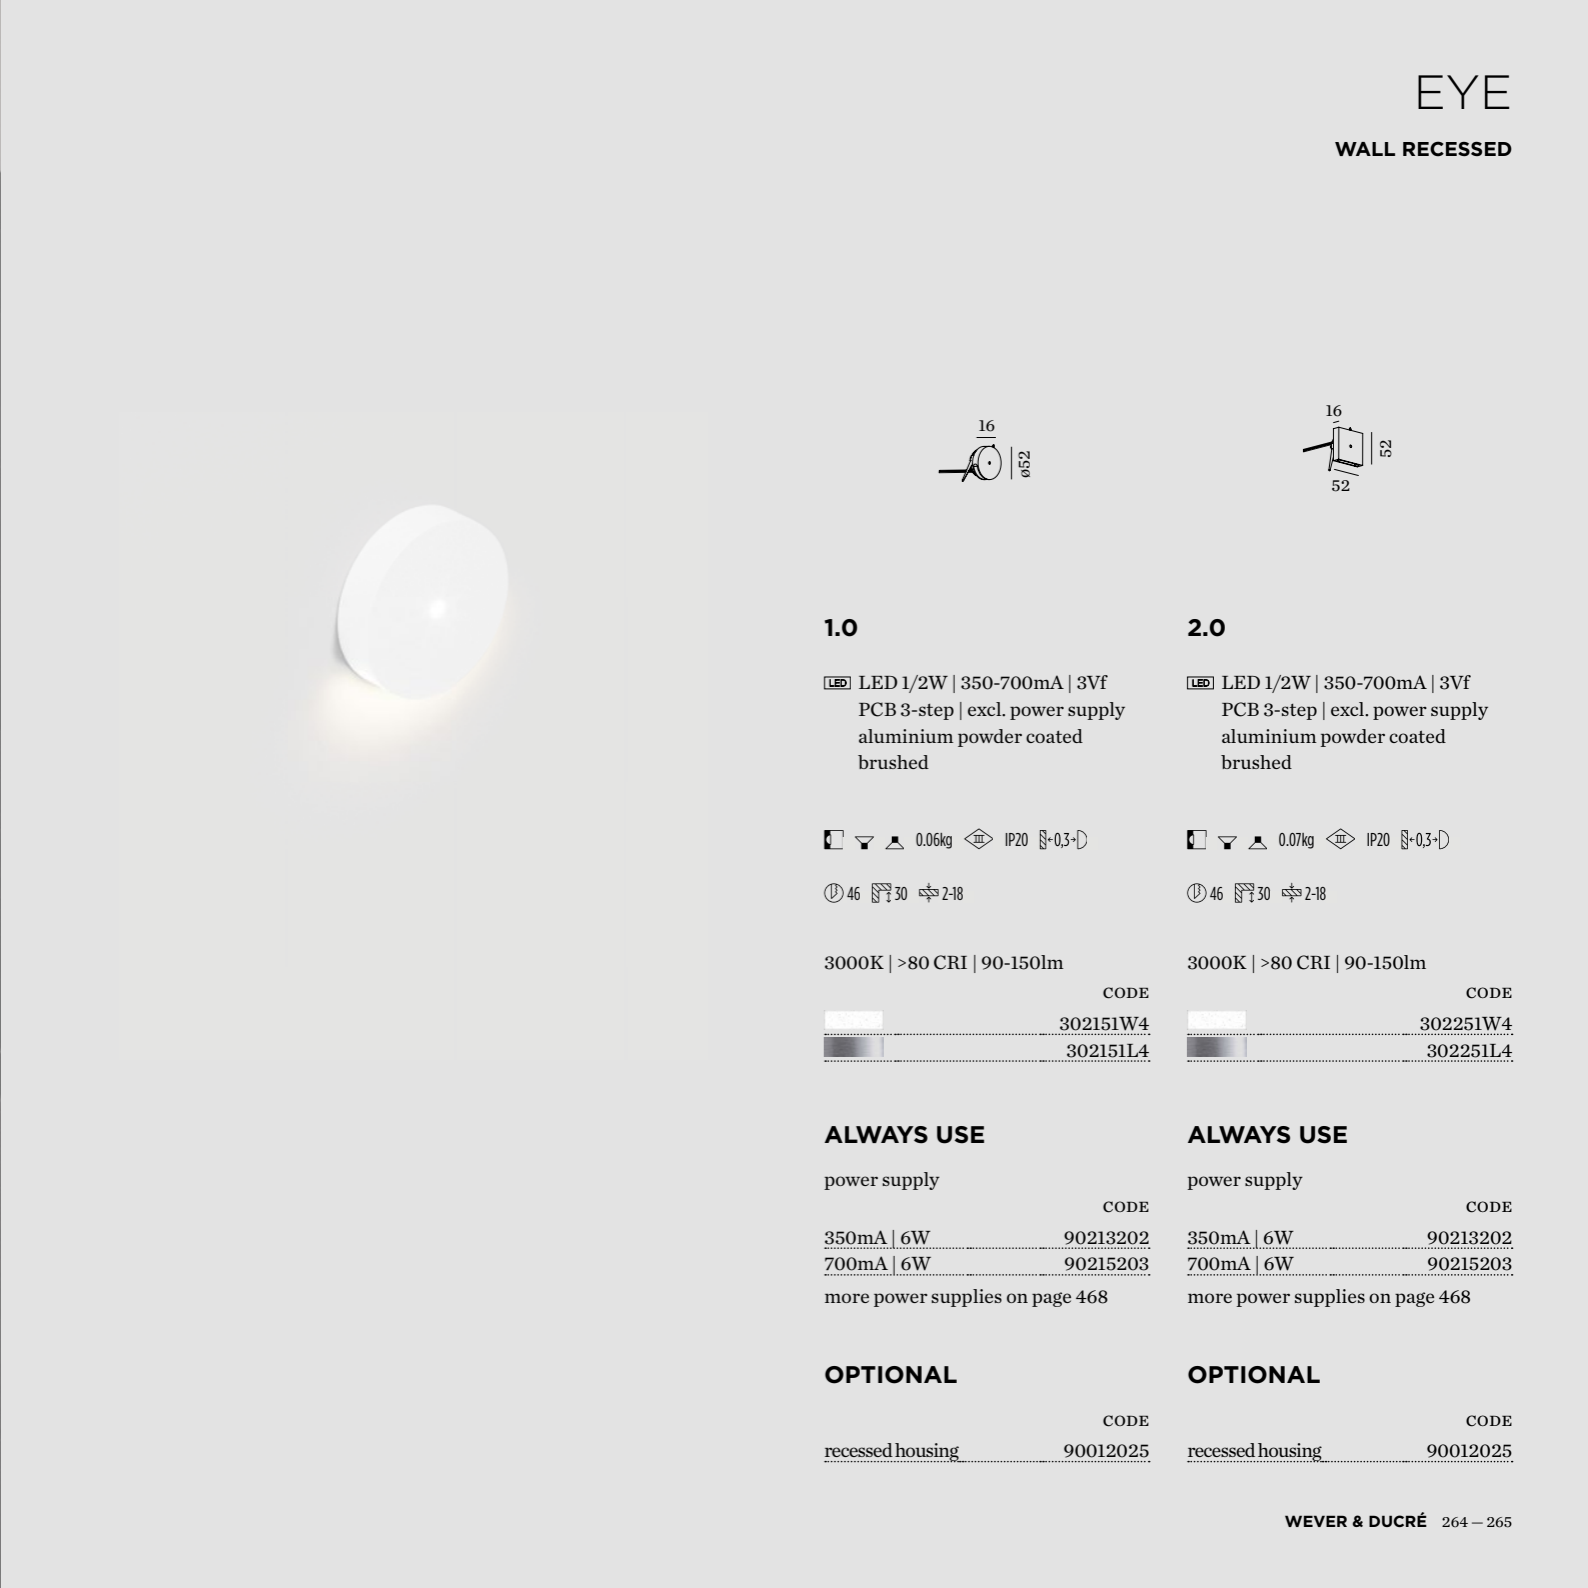 EYE
WALL RECESSED
16
ø52
16
52
52
1.0
LED LED 1/2W | 350-700mA | 3Vf
PCB 3-step | excl. power supply
aluminium powder coated
brushed
0.06kg III IP20 0,3
46 30 2-18
3000K | >80 CRI | 90-150lm
CODE
302151W4
302151L4
ALWAYS USE
power supply
CODE
350mA | 6W 90213202
700mA | 6W 90215203
more power supplies on page 468
OPTIONAL
CODE
recessed housing 90012025
2.0
LED LED 1/2W | 350-700mA | 3Vf
PCB 3-step | excl. power supply
aluminium powder coated
brushed
0.07kg III IP20 0,3
46 30 2-18
3000K | >80 CRI | 90-150lm
CODE
302251W4
302251L4
ALWAYS USE
power supply
CODE
350mA | 6W 90213202
700mA | 6W 90215203
more power supplies on page 468
OPTIONAL
CODE
recessed housing 90012025
WEVER & DUCRÉ 264 — 265